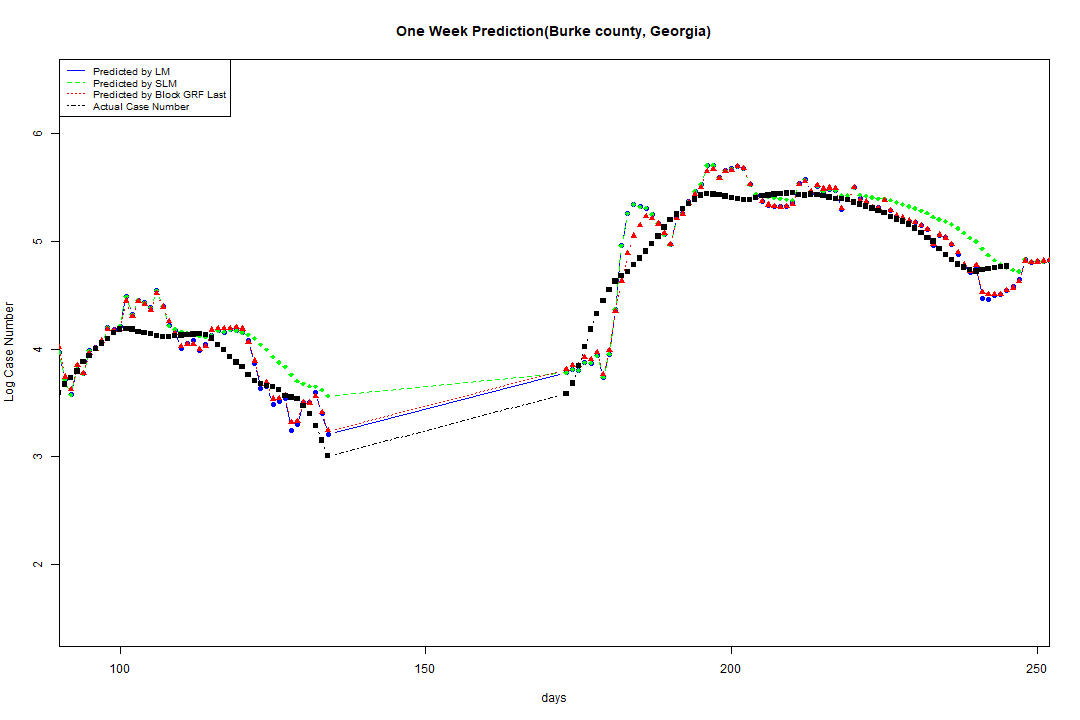 One Week Prediction(Burke county, Georgia)
Predicted by LM
Predicted by SLM
Predicted by Block GRF Last
Actual Case Number
6
5
4
3
2
Log Case Number
100
150
200
250
days